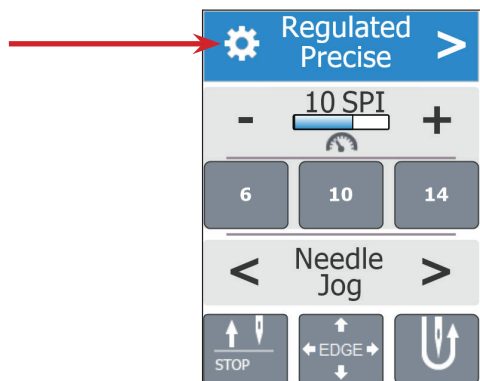 Regulated
Precise
>
10 SPI
- +
6 10 14
< Needle >
Jog
STOP
EDGE